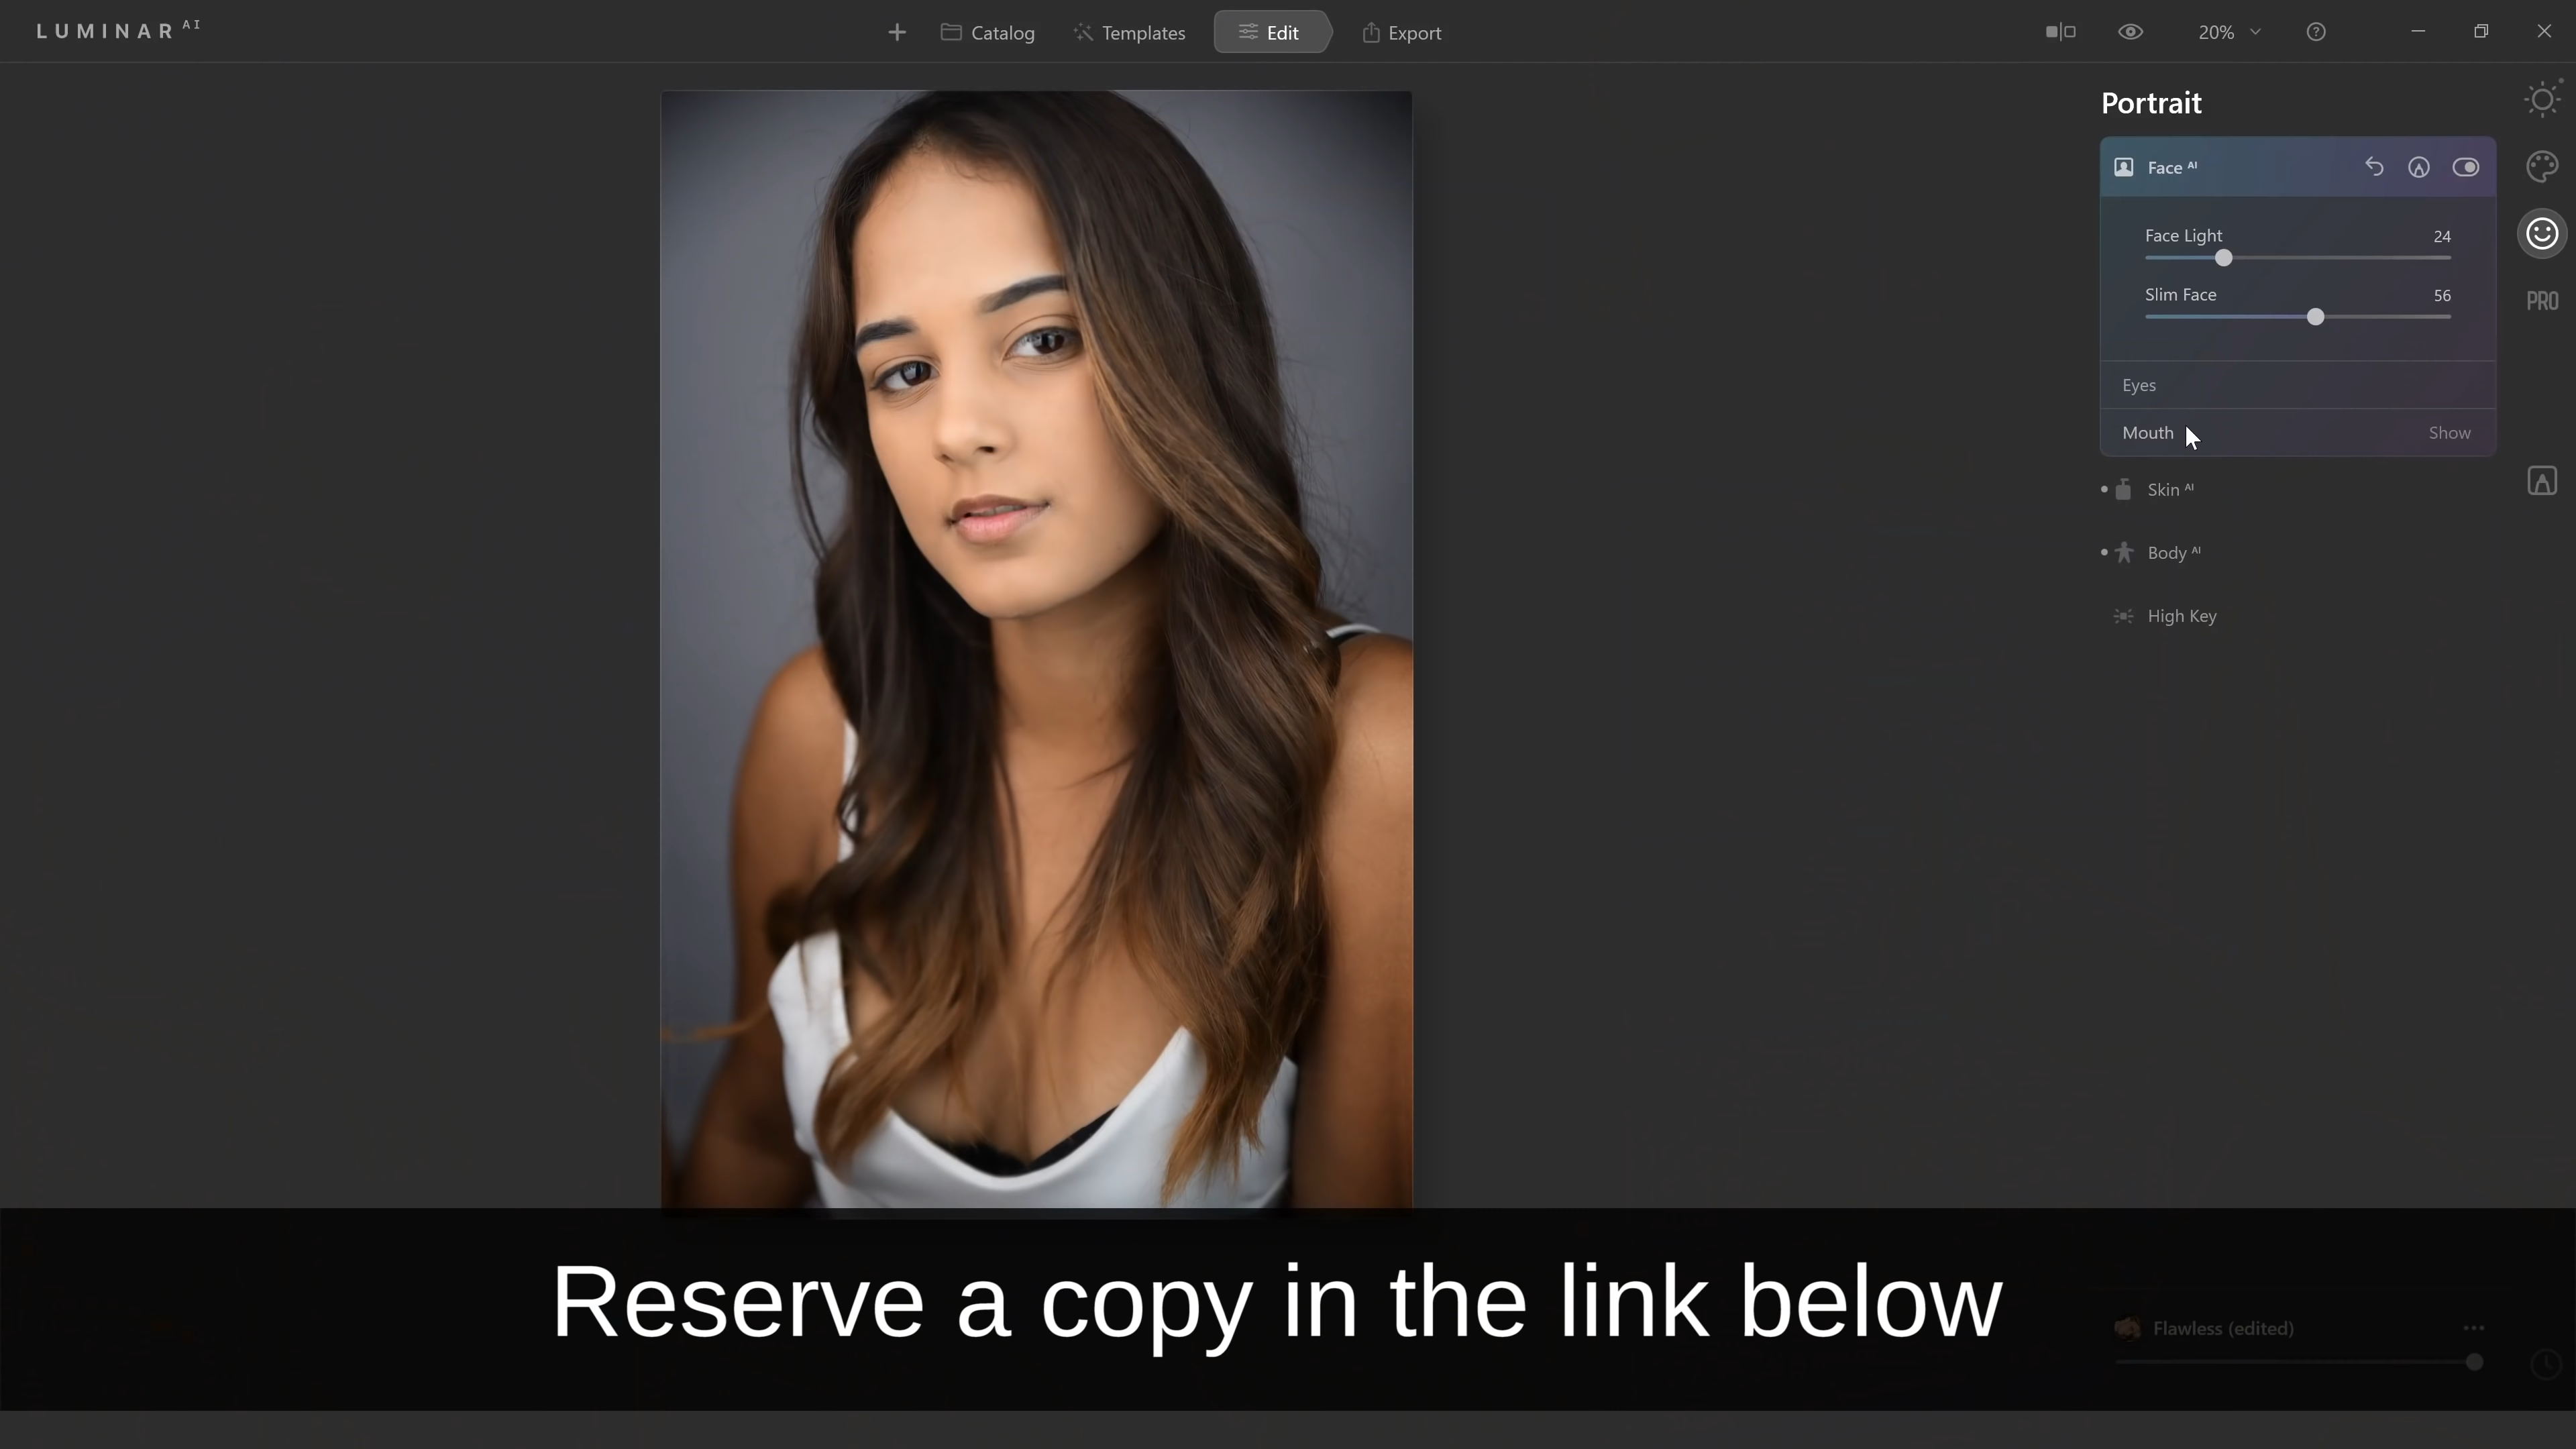 LUMINAR AI
Catalog
Templates
Edit
Export
20%
Portrait
Face AI
Face Light 24
Slim Face 56
Eyes
Mouth Show
PRO
Skin AI
Body AI
High Key
Reserve a copy in the link below
Flawless (edited)